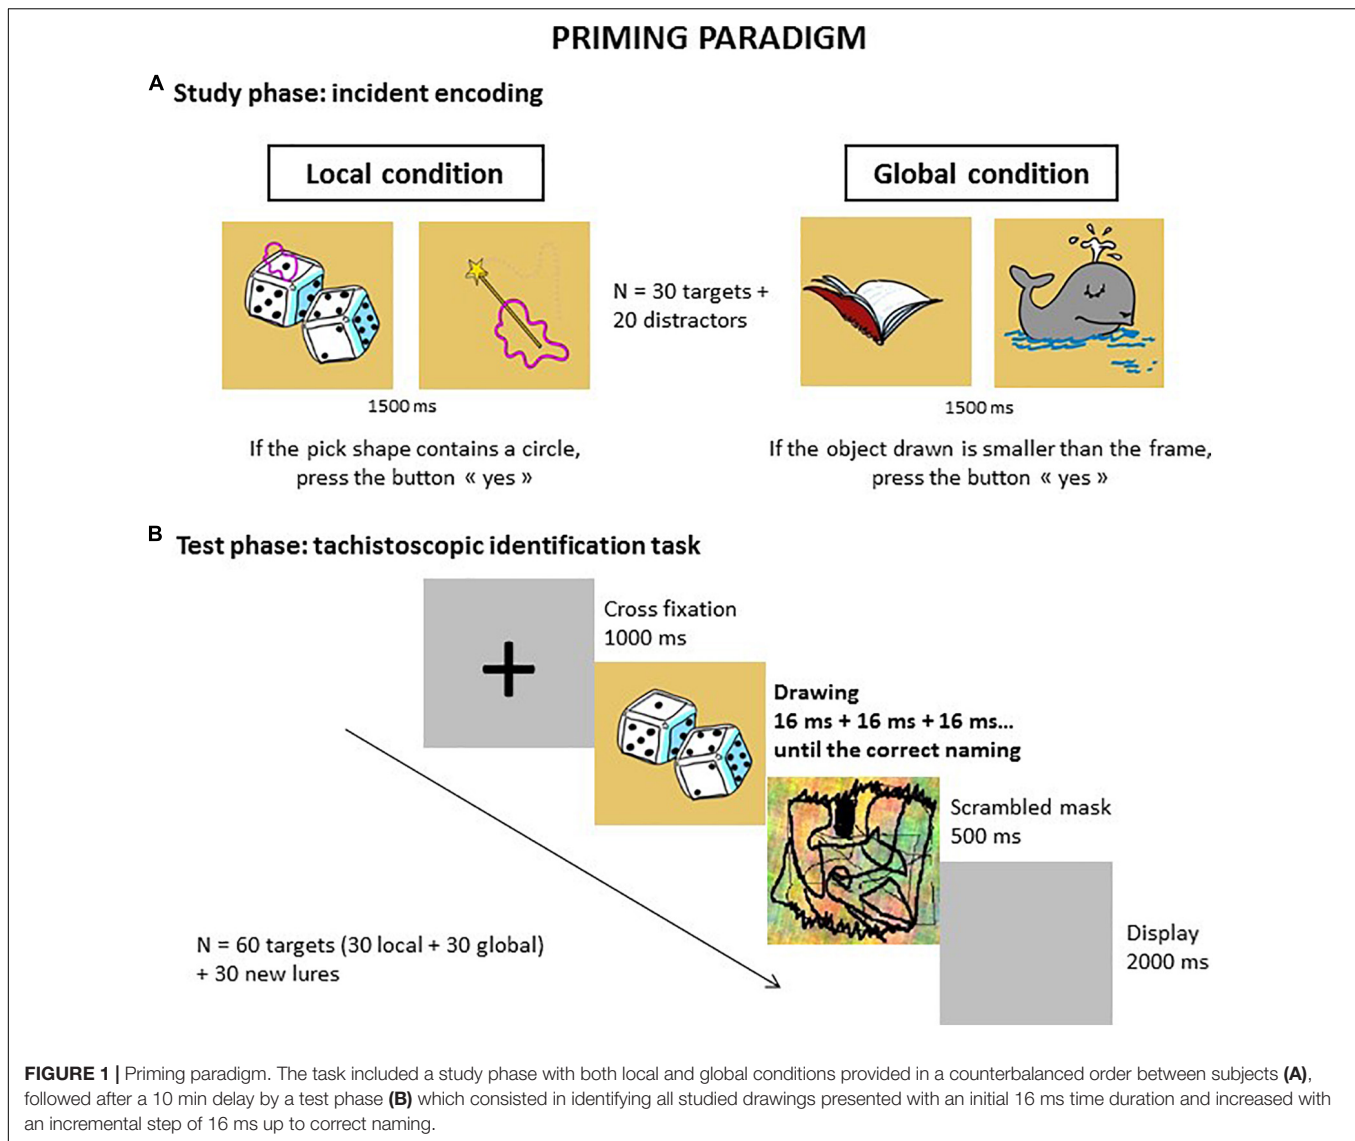 PRIMING PARADIGM
A Study phase: incident encoding
Local condition
Global condition
N = 30 targets +
20 distractors
1500 ms
1500 ms
If the pick shape contains a circle,
press the button « yes »
If the object drawn is smaller than the frame,
press the button « yes »
B Test phase: tachistoscopic identification task
Cross fixation
1000 ms
Drawing
16 ms + 16 ms + 16 ms...
until the correct naming
Scrambled mask
500 ms
Display
2000 ms
N = 60 targets (30 local + 30 global)
+ 30 new lures
FIGURE 1 | Priming paradigm. The task included a study phase with both local and global conditions provided in a counterbalanced order between subjects (A),
followed after a 10 min delay by a test phase (B) which consisted in identifying all studied drawings presented with an initial 16 ms time duration and increased with
an incremental step of 16 ms up to correct naming.